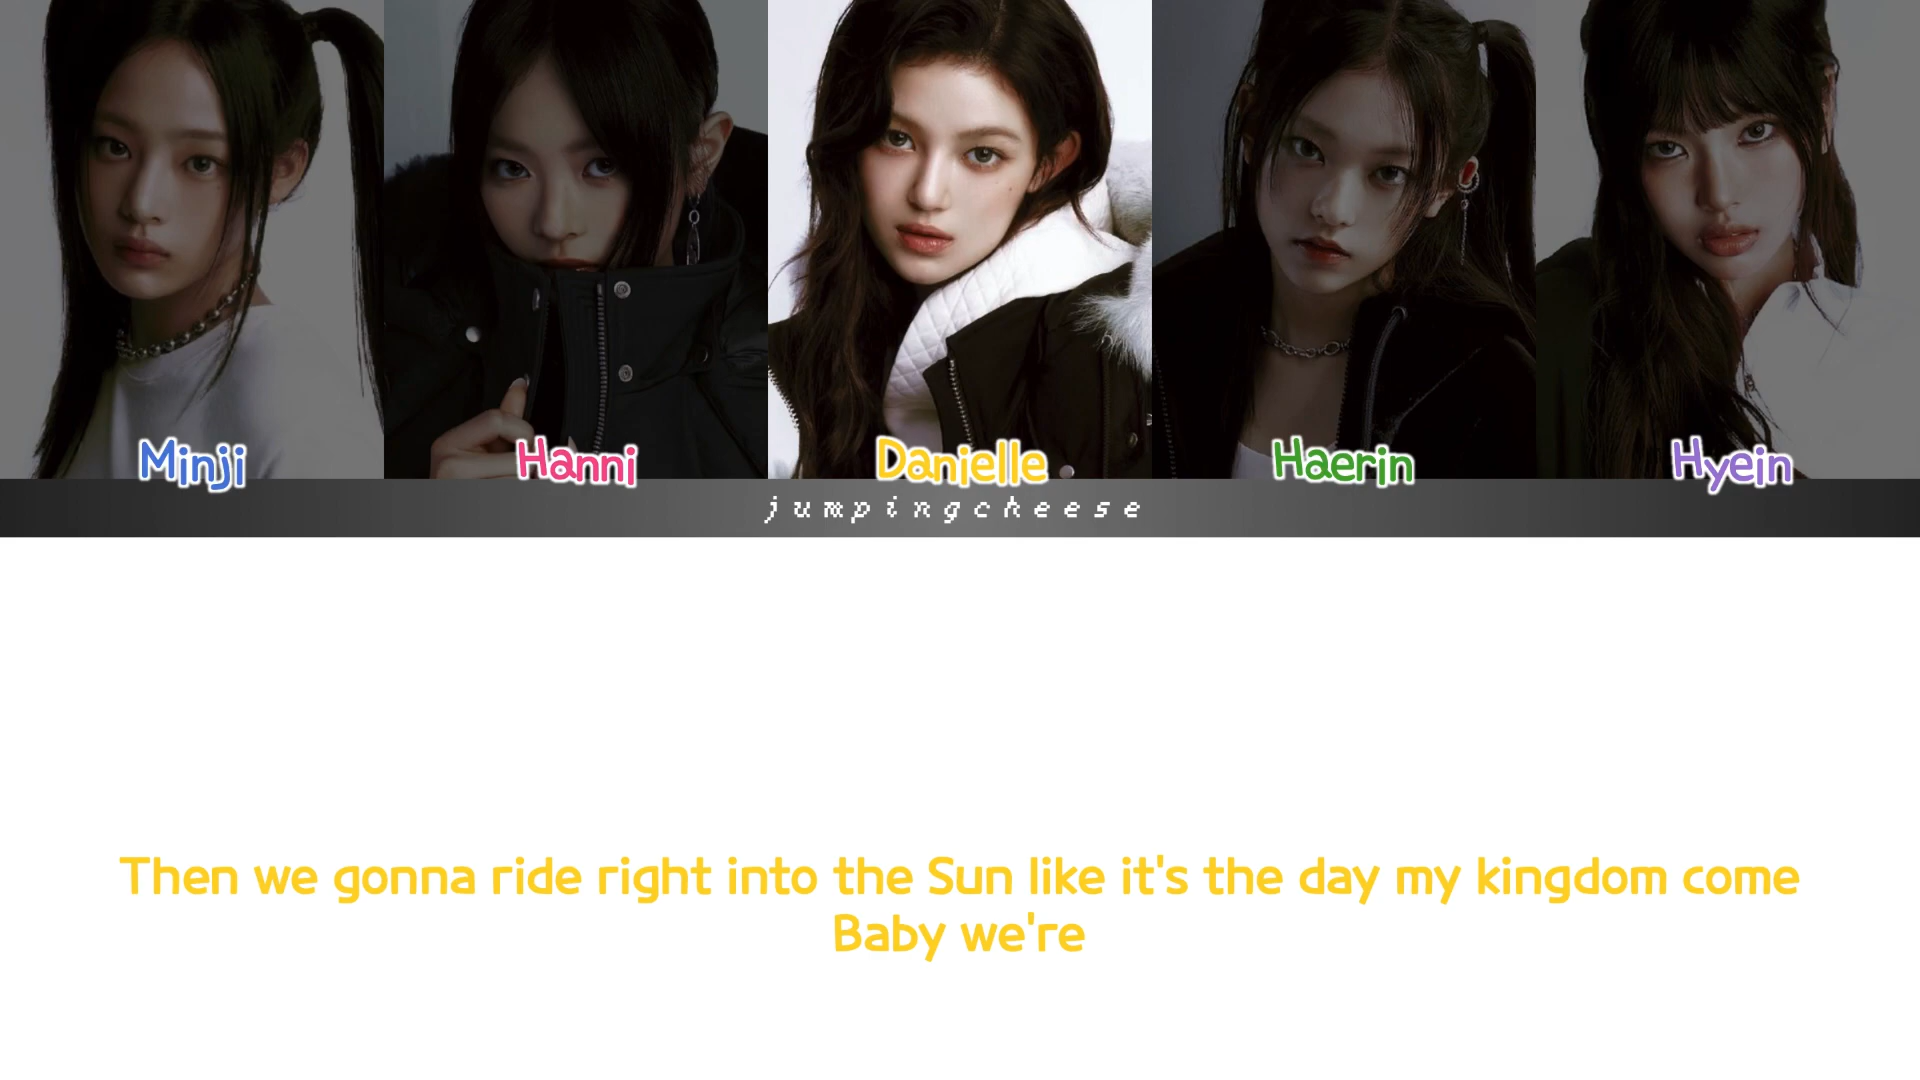 Minji
Hanni
Danielle
Haerin
Hyein
jumpingcheese
Then we gonna ride right into the Sun like it's the day my kingdom come
Baby we're